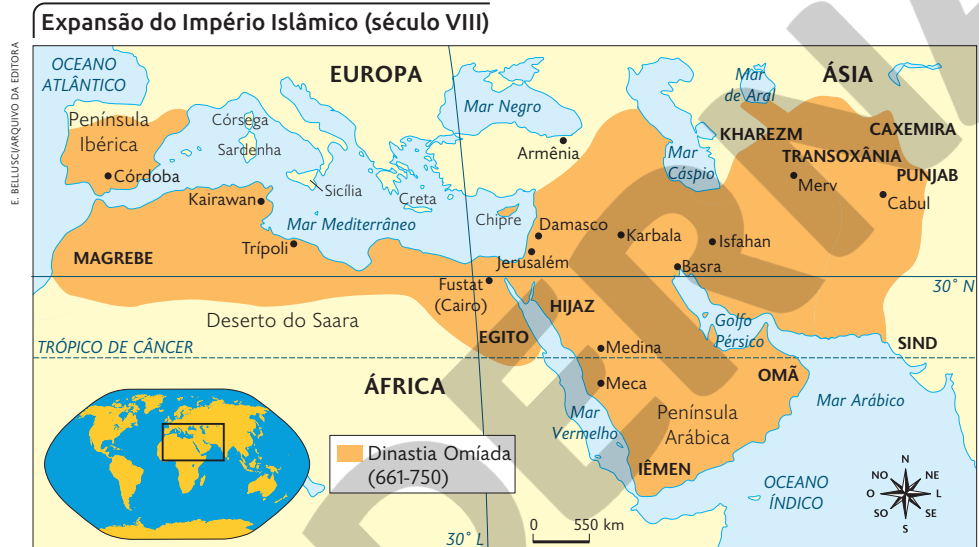 Expansão do Império Islâmico (século VIII)
E. BELLUSCI/ARQUIVO DA EDITORA
OCEANO
ATLÂNTICO
EUROPA
ÁSIA
Mar
de Aral
Mar Negro
Península
Ibérica
Córsega
Sardenha
KHAREZM
CAXEMIRA
Armênia
Mar
Cáspio
TRANSOXÂNIA
PUNJAB
Córdoba
Sicília
Merv
Cabul
Kairawan
Creta
Chipre
Mar Mediterrâneo
Damasco
Karbala
Isfahan
Trípoli
MAGREBE
Jerusalém
Basra
Fustat
(Cairo)
30° N
HIJAZ
Deserto do Saara
Golfo
Pérsico
EGITO
SIND
TRÓPICO DE CÂNCER
Medina
OMÃ
ÁFRICA
Meca
Mar Arábico
Península
Arábica
Mar
Vermelho
Dinastia Omíada
(661-750)
IÊMEN
OCEANO
ÍNDICO
N
NO NE
O L
SO SE
S
0 550 km
30° L